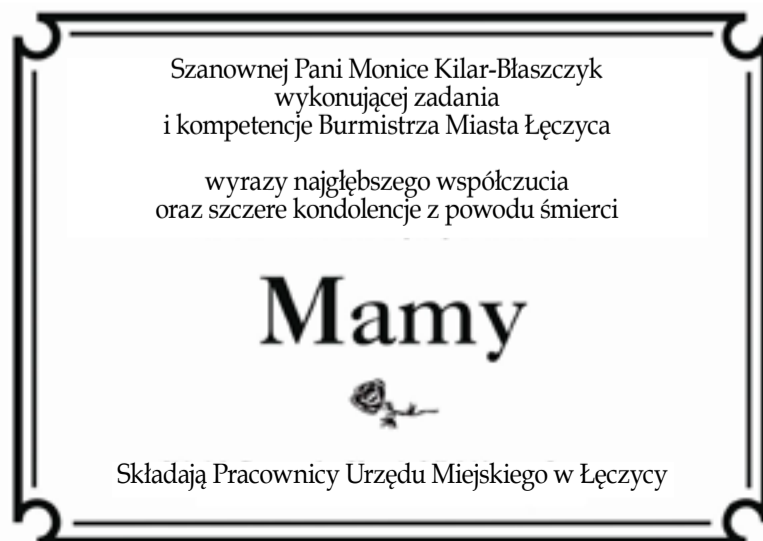 Szanownej Pani Monice Kilar-Błaszczyk
wykonującej zadania
i kompetencje Burmistrza Miasta Łęczyca
wyrazy najgłębszego współczucia
oraz szczere kondolencje z powodu śmierci
Mamy
Składają Pracownicy Urzędu Miejskiego w Łęczycy